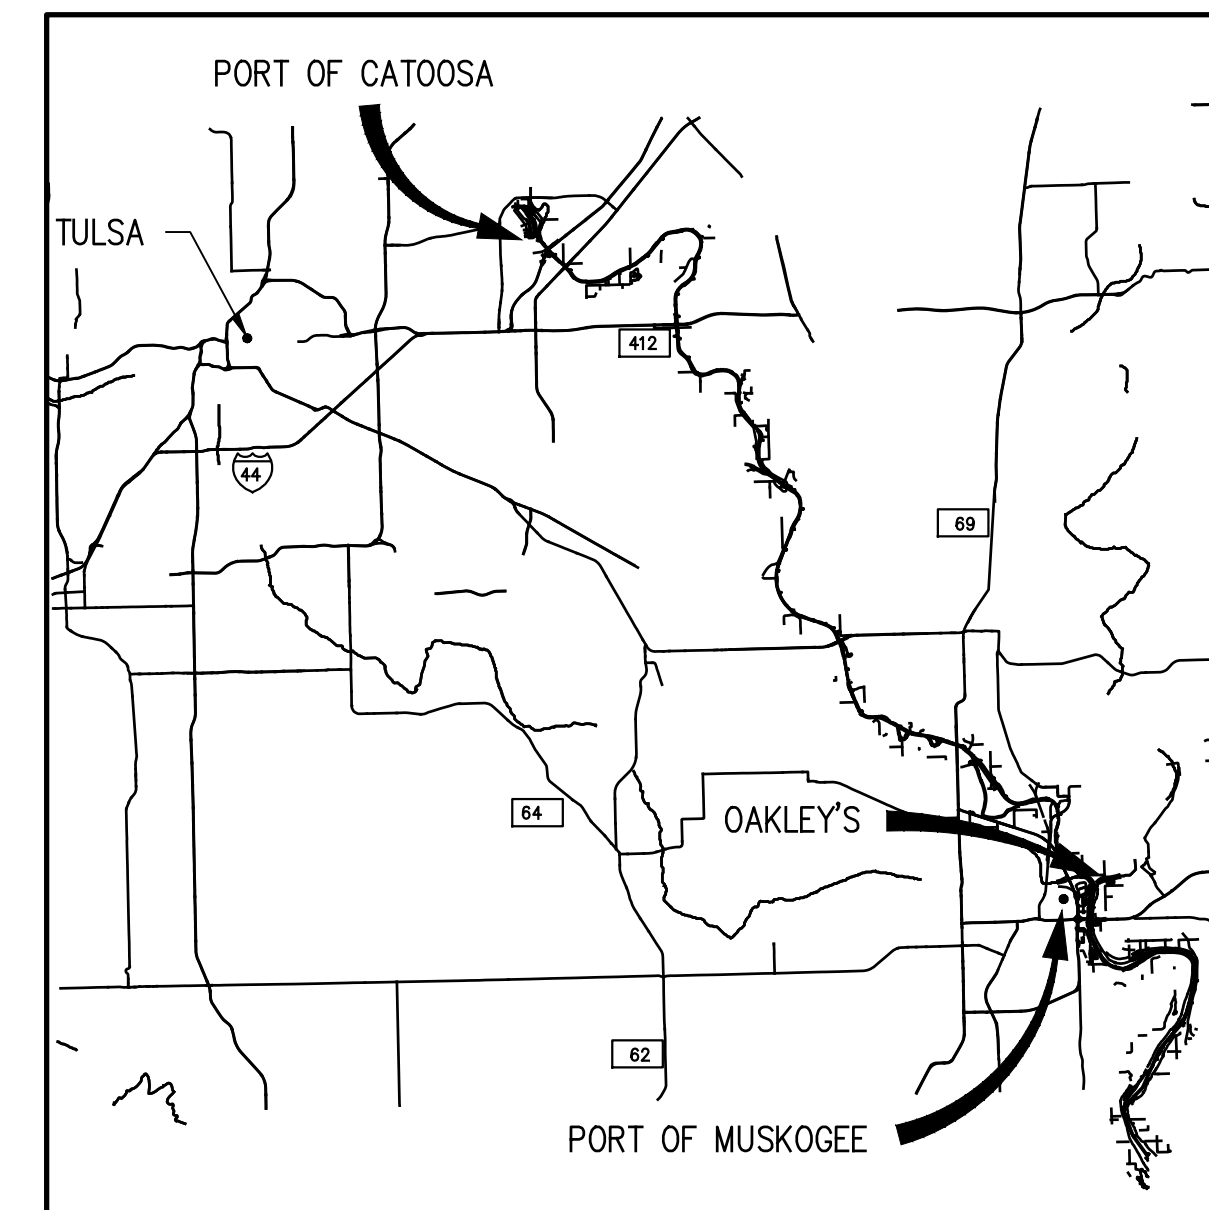 PORT OF CATOOSA
TULSA
412
44
69
64
OAKLEY'S
62
PORT OF MUSKOGEE